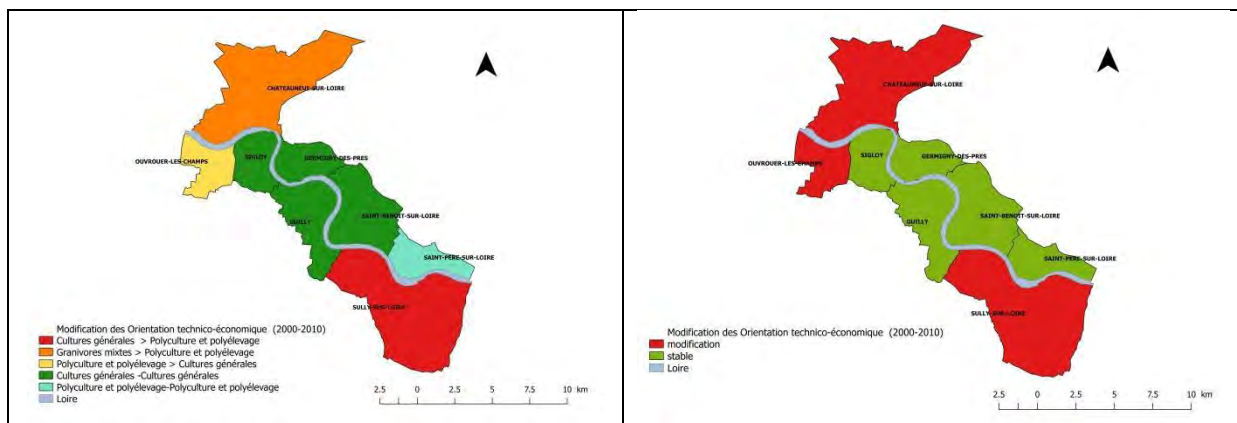 CHATEAUNEUF-SUR-LOIRE
OUVROUER-LES-CHAMPS
SIGLOY
GERMIGNY-DES-PRES
SAINT-BENOIT-SUR-LOIRE
GUILLY
SAINT-PERE-SUR-LOIRE
SULLY-SUR-LOIRE
Modification des Orientation technico-économique (2000-2010)
Cultures générales > Polyculture et polyélevage
Granivores mixtes > Polyculture et polyélevage
Polyculture et polyélevage > Cultures générales
Cultures générales -Cultures générales
Polyculture et polyélevage-Polyculture et polyélevage
Loire
2.5 0 2.5 5 7.5 10 km
CHATEAUNEUF-SUR-LOIRE
OUVROUER-LES-CHAMPS
SIGLOY
GERMIGNY-DES-PRES
SAINT-BENOIT-SUR-LOIRE
GUILLY
SAINT-PERE-SUR-LOIRE
SULLY-SUR-LOIRE
Modification des Orientation technico-économique (2000-2010)
modification
stable
Loire
2.5 0 2.5 5 7.5 10 km